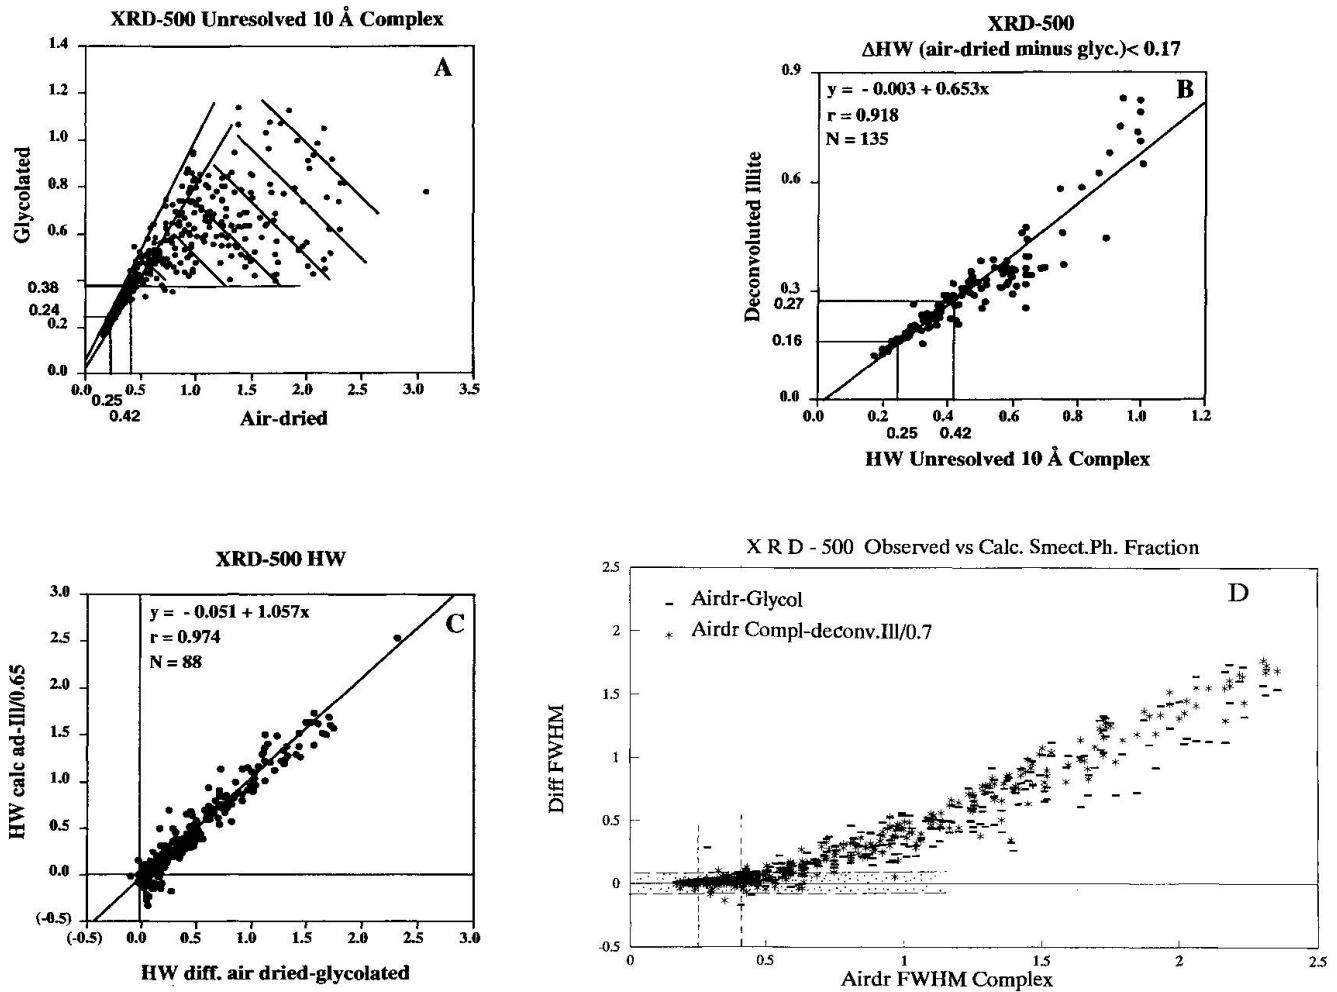 XRD-500 Unresolved 10 Å Complex
A
1.4
1.2
1.0
0.8
0.6
0.38
0.24
0.2
0.0
Glycolated
0.0 0.5 1.0 1.5 2.0 2.5 3.0 3.5
0.25
0.42
Air-dried
XRD-500
ΔHW (air-dried minus glyc.)< 0.17
B
y = - 0.003 + 0.653x
r = 0.918
N = 135
0.9
0.6
0.3
0.27
0.16
0.0
Deconvoluted Illite
0.0 0.2 0.4 0.6 0.8 1.0 1.2
0.25 0.42
HW Unresolved 10 Å Complex
XRD-500 HW
C
y = - 0.051 + 1.057x
r = 0.974
N = 88
3.0
2.5
2.0
1.5
1.0
0.5
0.0
(-0.5)
HW calc ad-Ill/0.65
(-0.5) 0.0 0.5 1.0 1.5 2.0 2.5 3.0
HW diff. air dried-glycolated
X R D - 500 Observed vs Calc. Smect.Ph. Fraction
D
- Airdr-Glycol
* Airdr Compl-deconv.Ill/0.7
2.5
2
1.5
1
0.5
0
-0.5
Diff FWHM
0 0.5 1 1.5 2 2.5
Airdr FWHM Complex